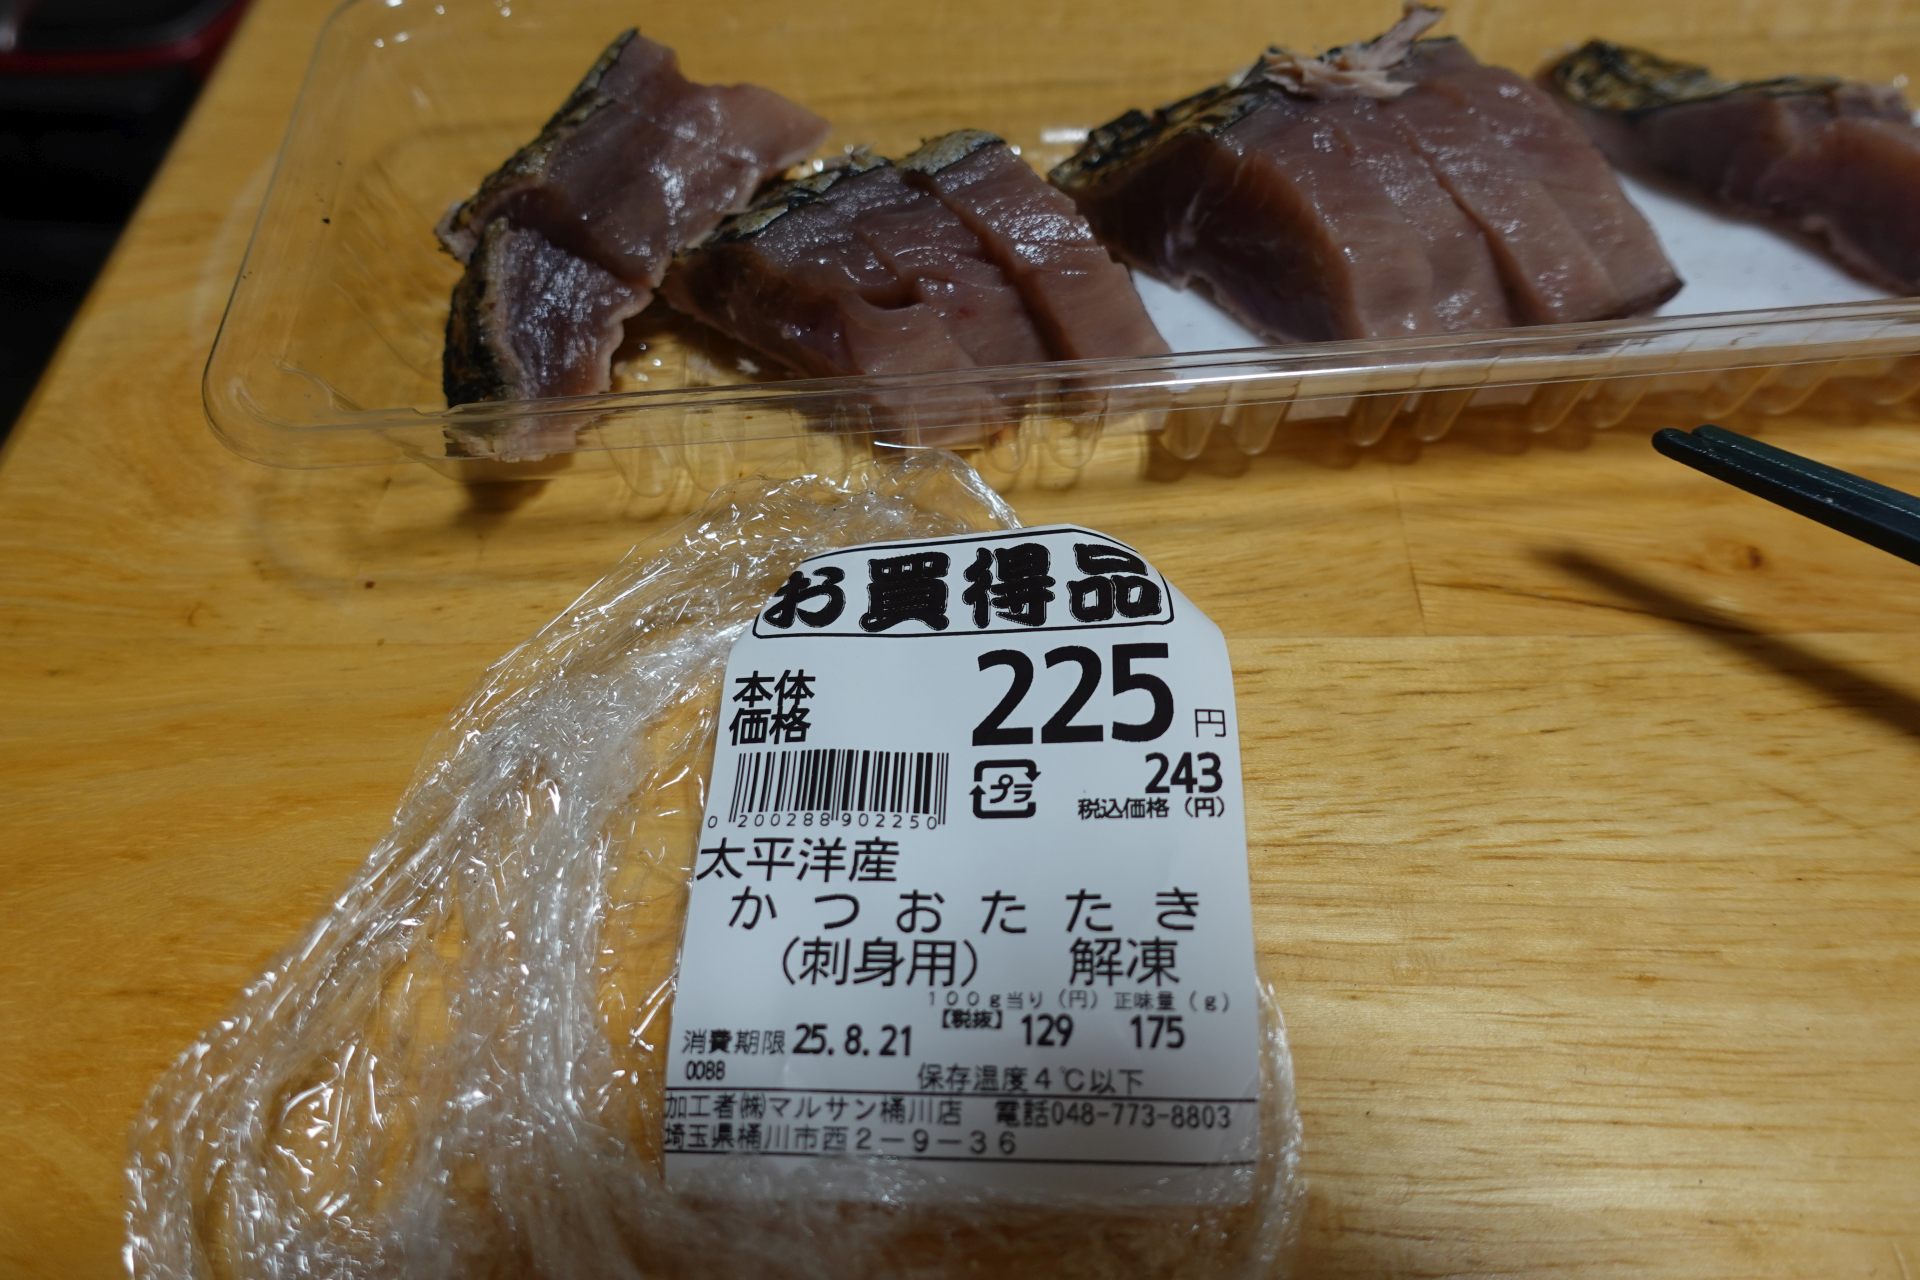 お買得品
本体
価格
225円
プラ
243
税込価格(円)
0 200288 902250
太平洋産
かつおたたき
(刺身用) 解凍
100g当り(円) 正味量(g)
【税抜】 129 175
消費期限 25.8.21
0088
保存温度4℃以下
加工者㈱マルサン桶川店 電話048-773-8803
埼玉県桶川市西2-9-36